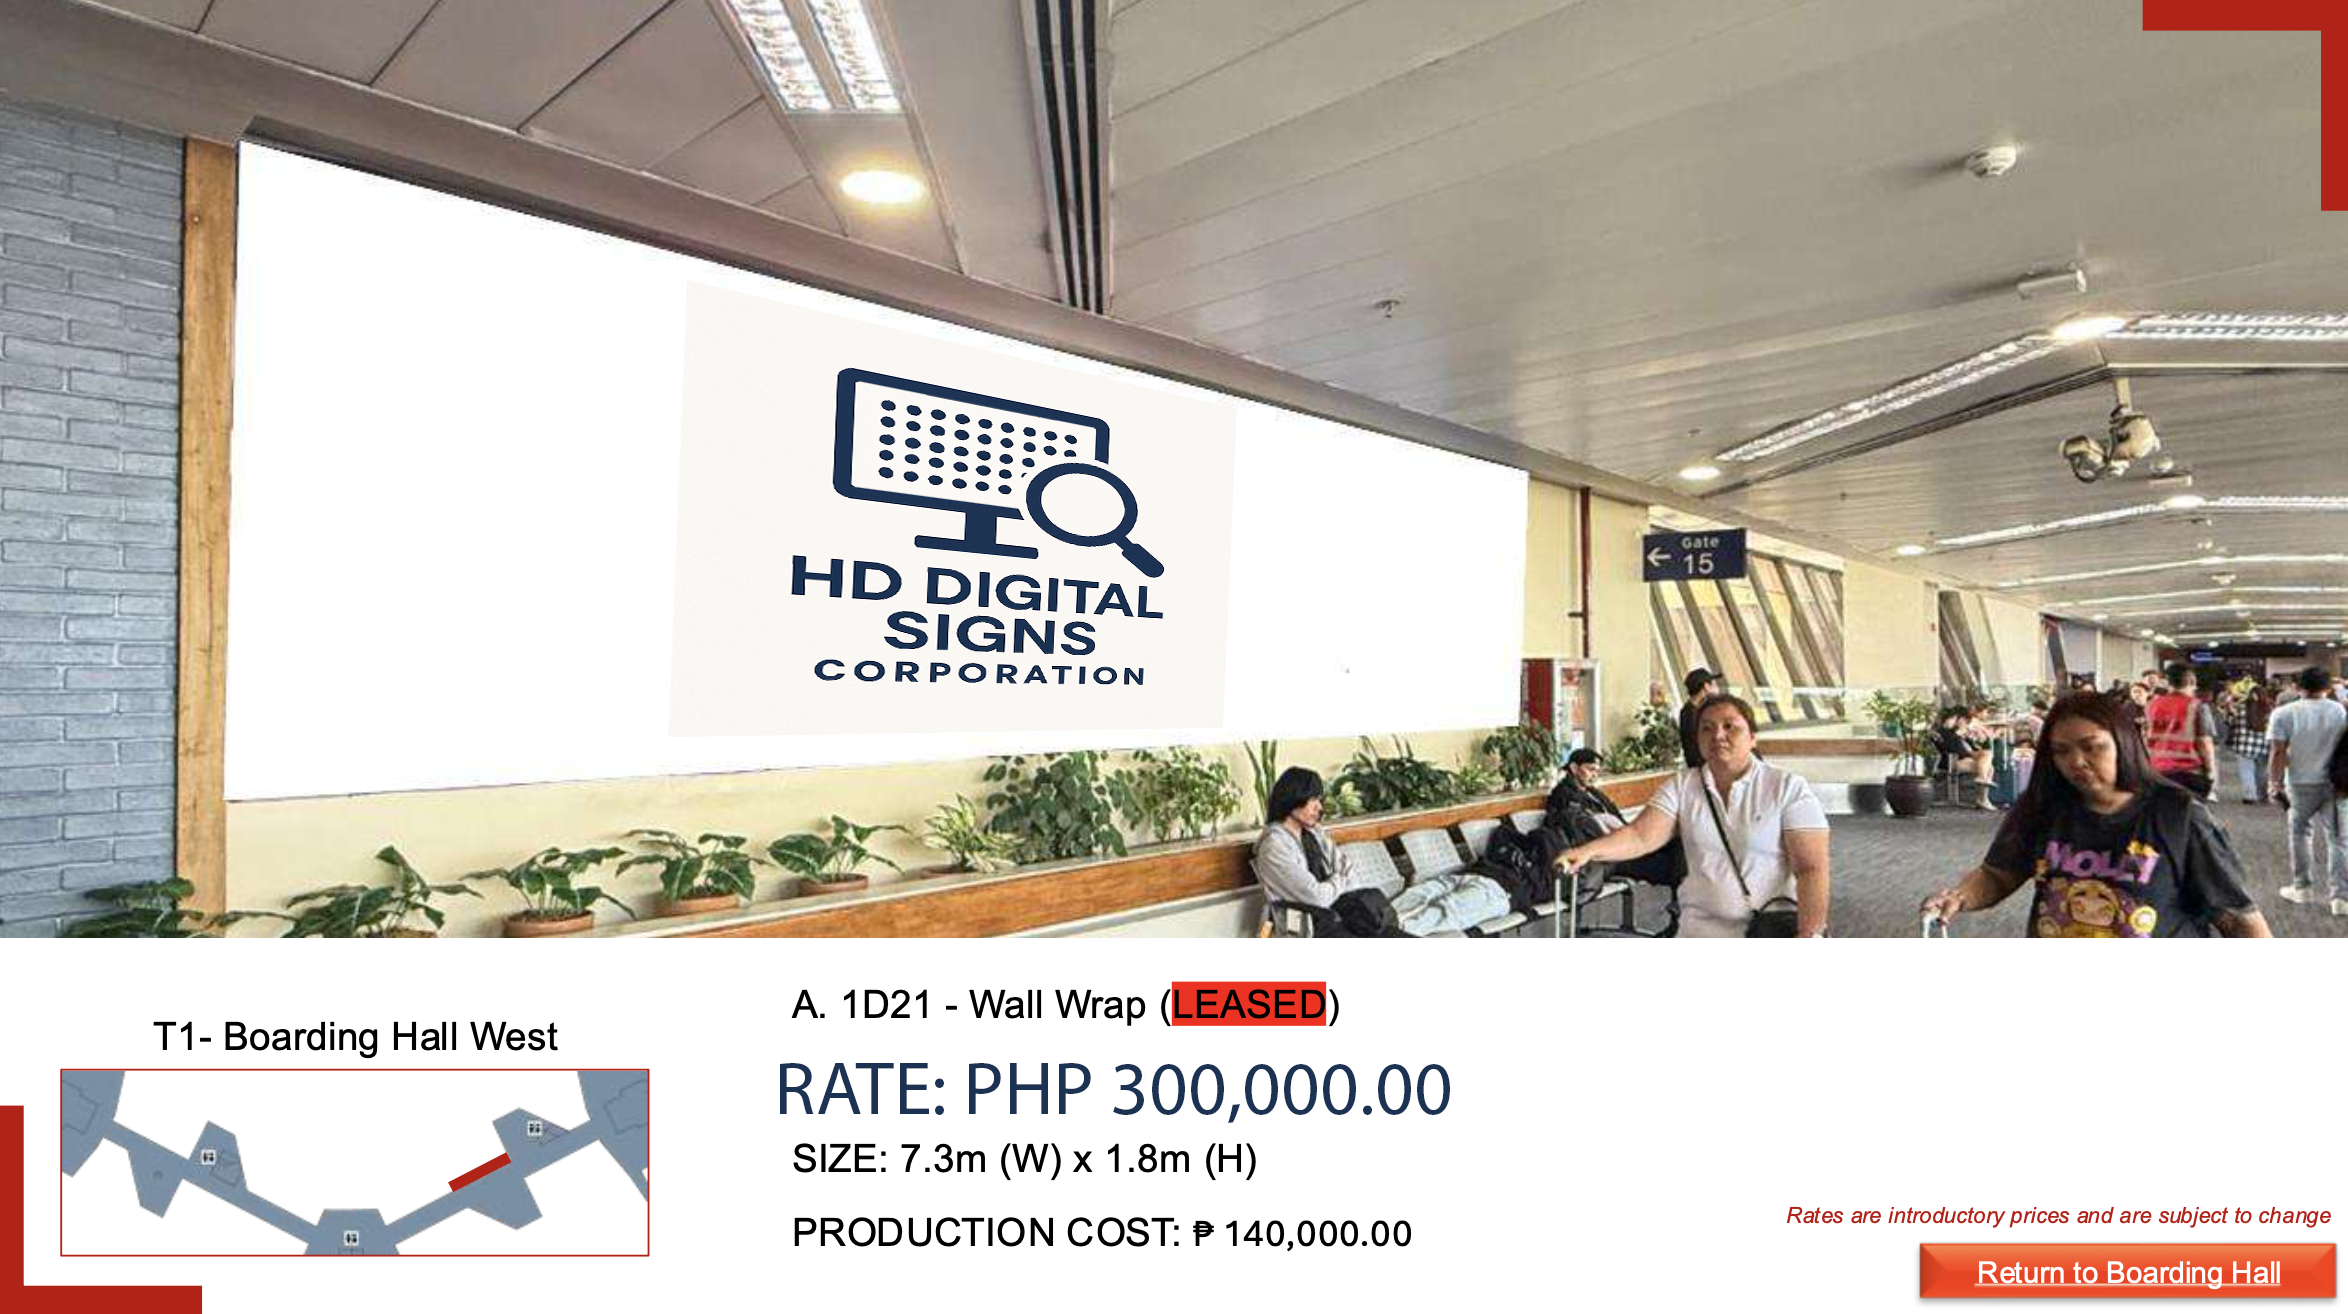 HD DIGITAL
SIGNS
CORPORATION
Gate
← 15
MOLLY
A. 1D21 - Wall Wrap (LEASED)
T1- Boarding Hall West
RATE: PHP 300,000.00
SIZE: 7.3m (W) x 1.8m (H)
PRODUCTION COST: ₱ 140,000.00
Rates are introductory prices and are subject to change
Return to Boarding Hall